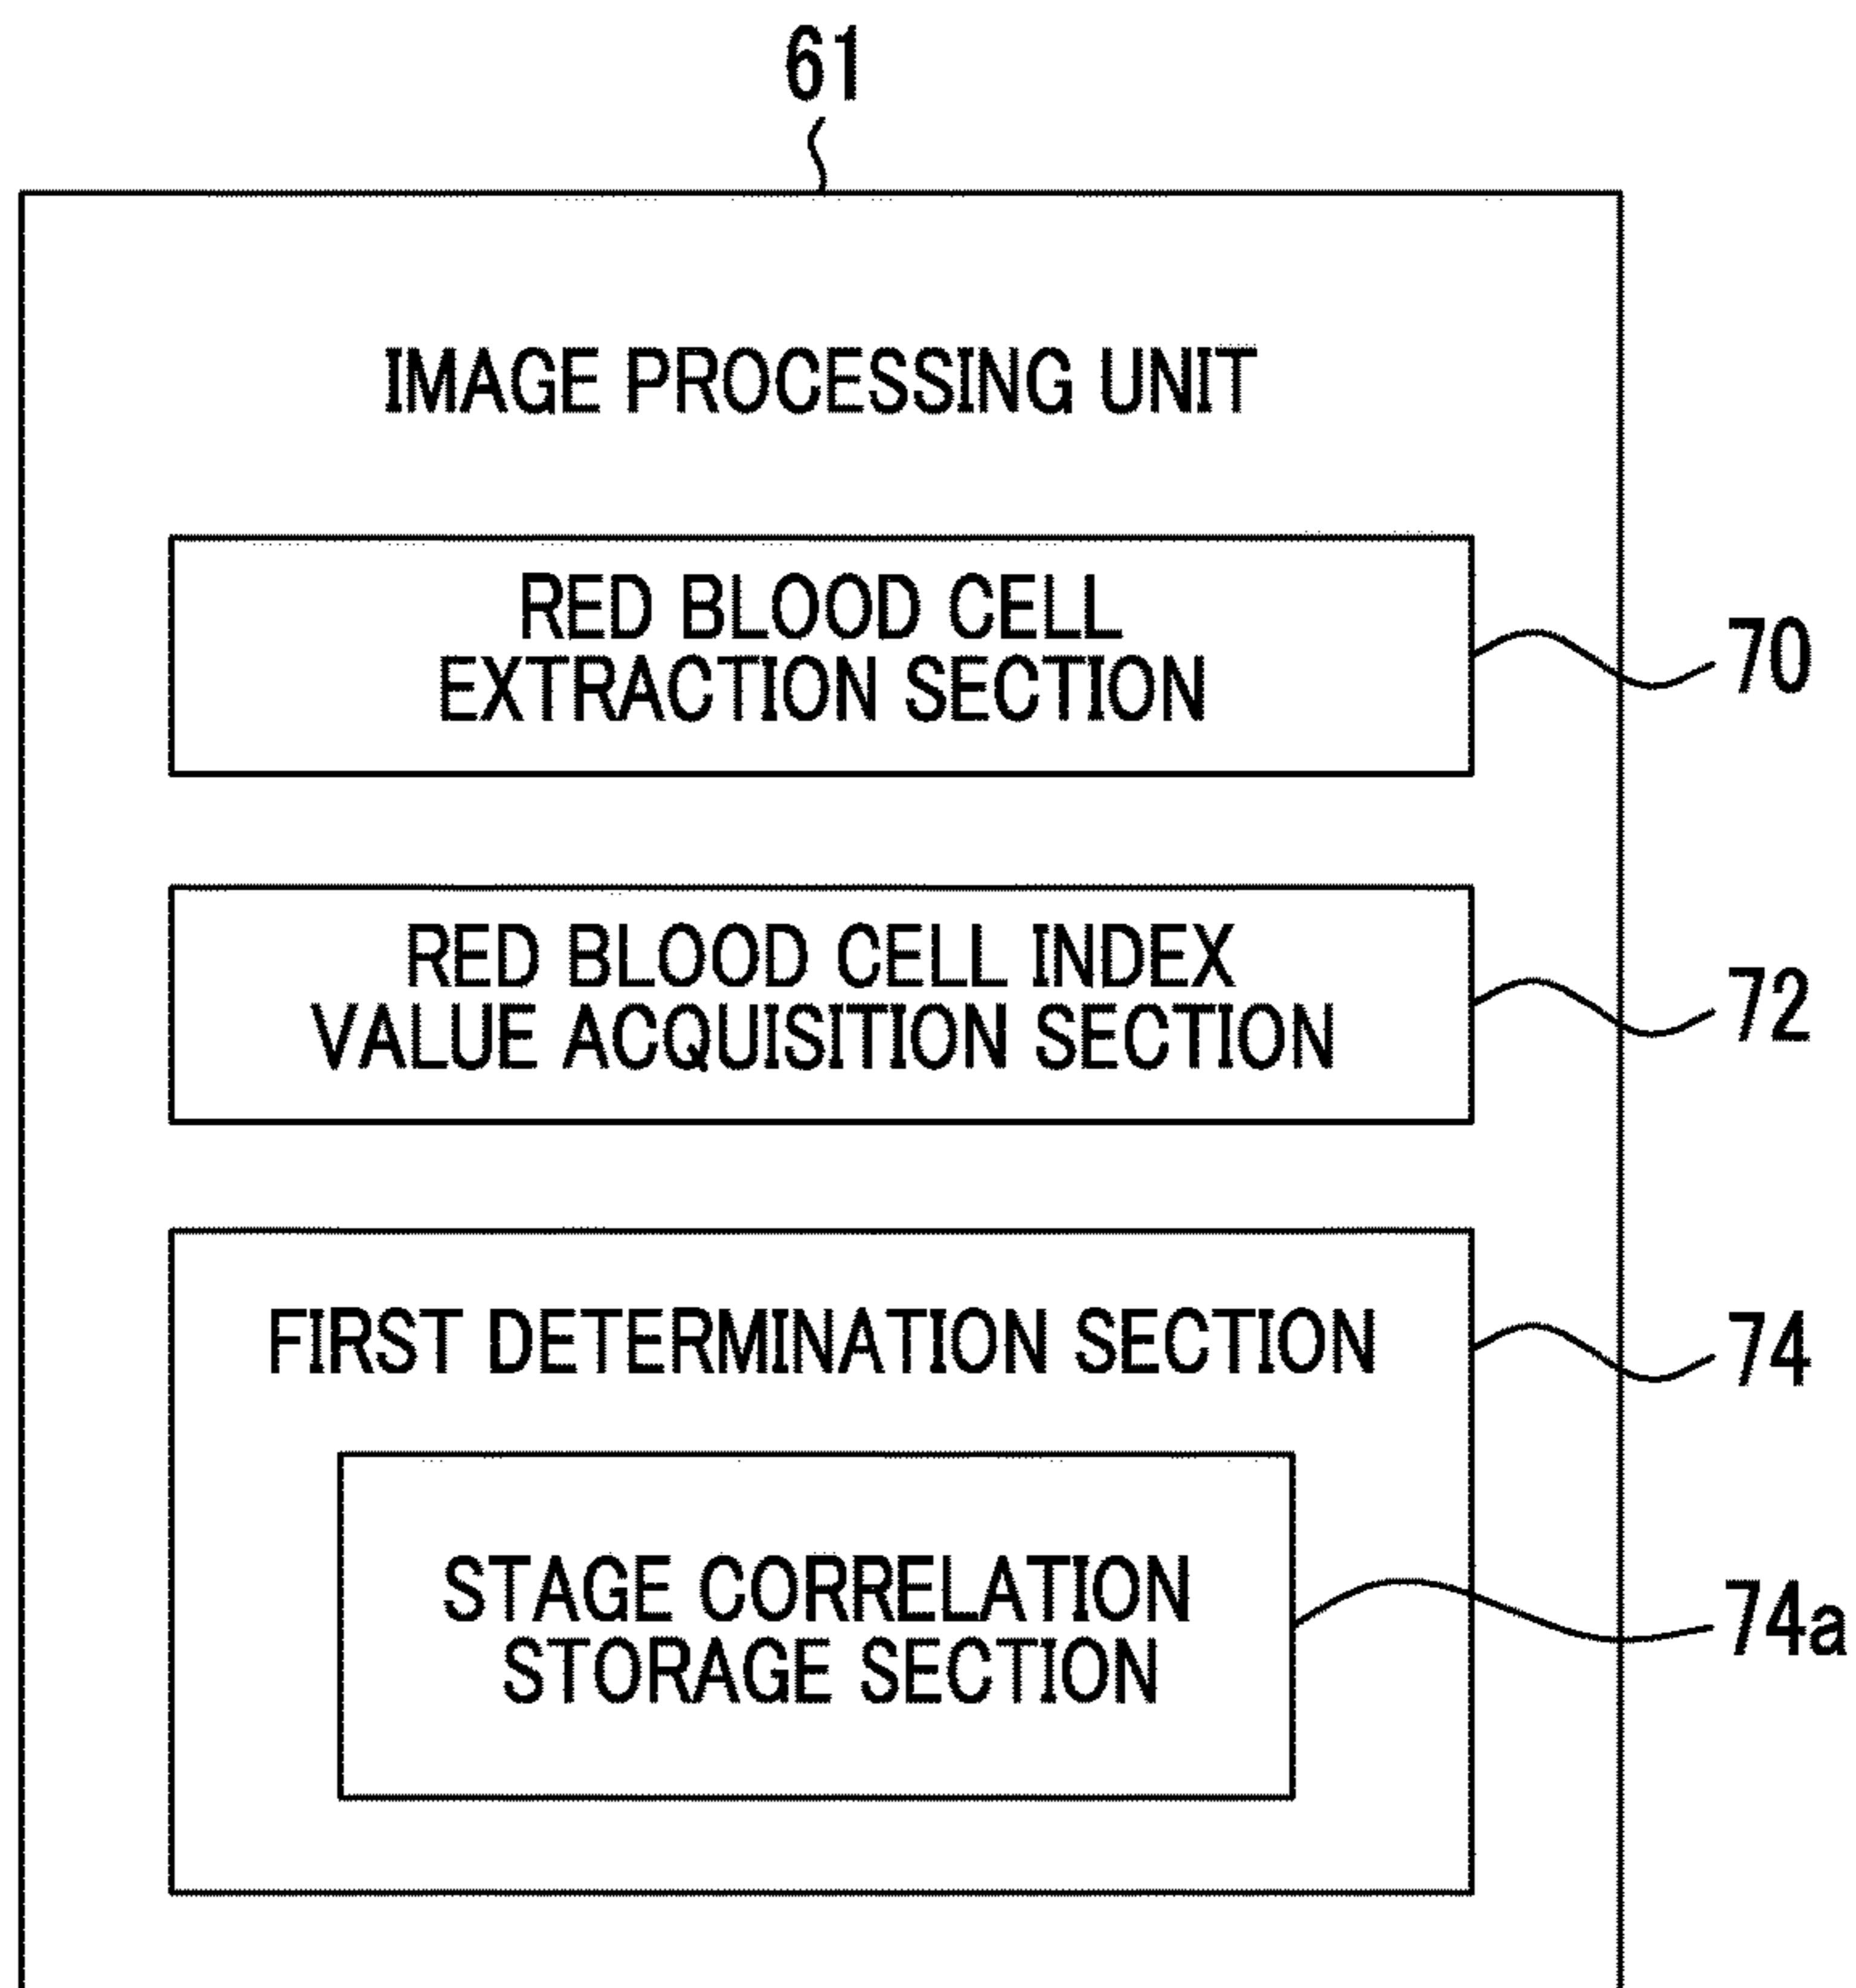 61
IMAGE PROCESSING UNIT
RED BLOOD CELL
EXTRACTION SECTION
70
RED BLOOD CELL INDEX
VALUE ACQUISITION SECTION
72
FIRST DETERMINATION SECTION
74
STAGE CORRELATION
STORAGE SECTION
74a